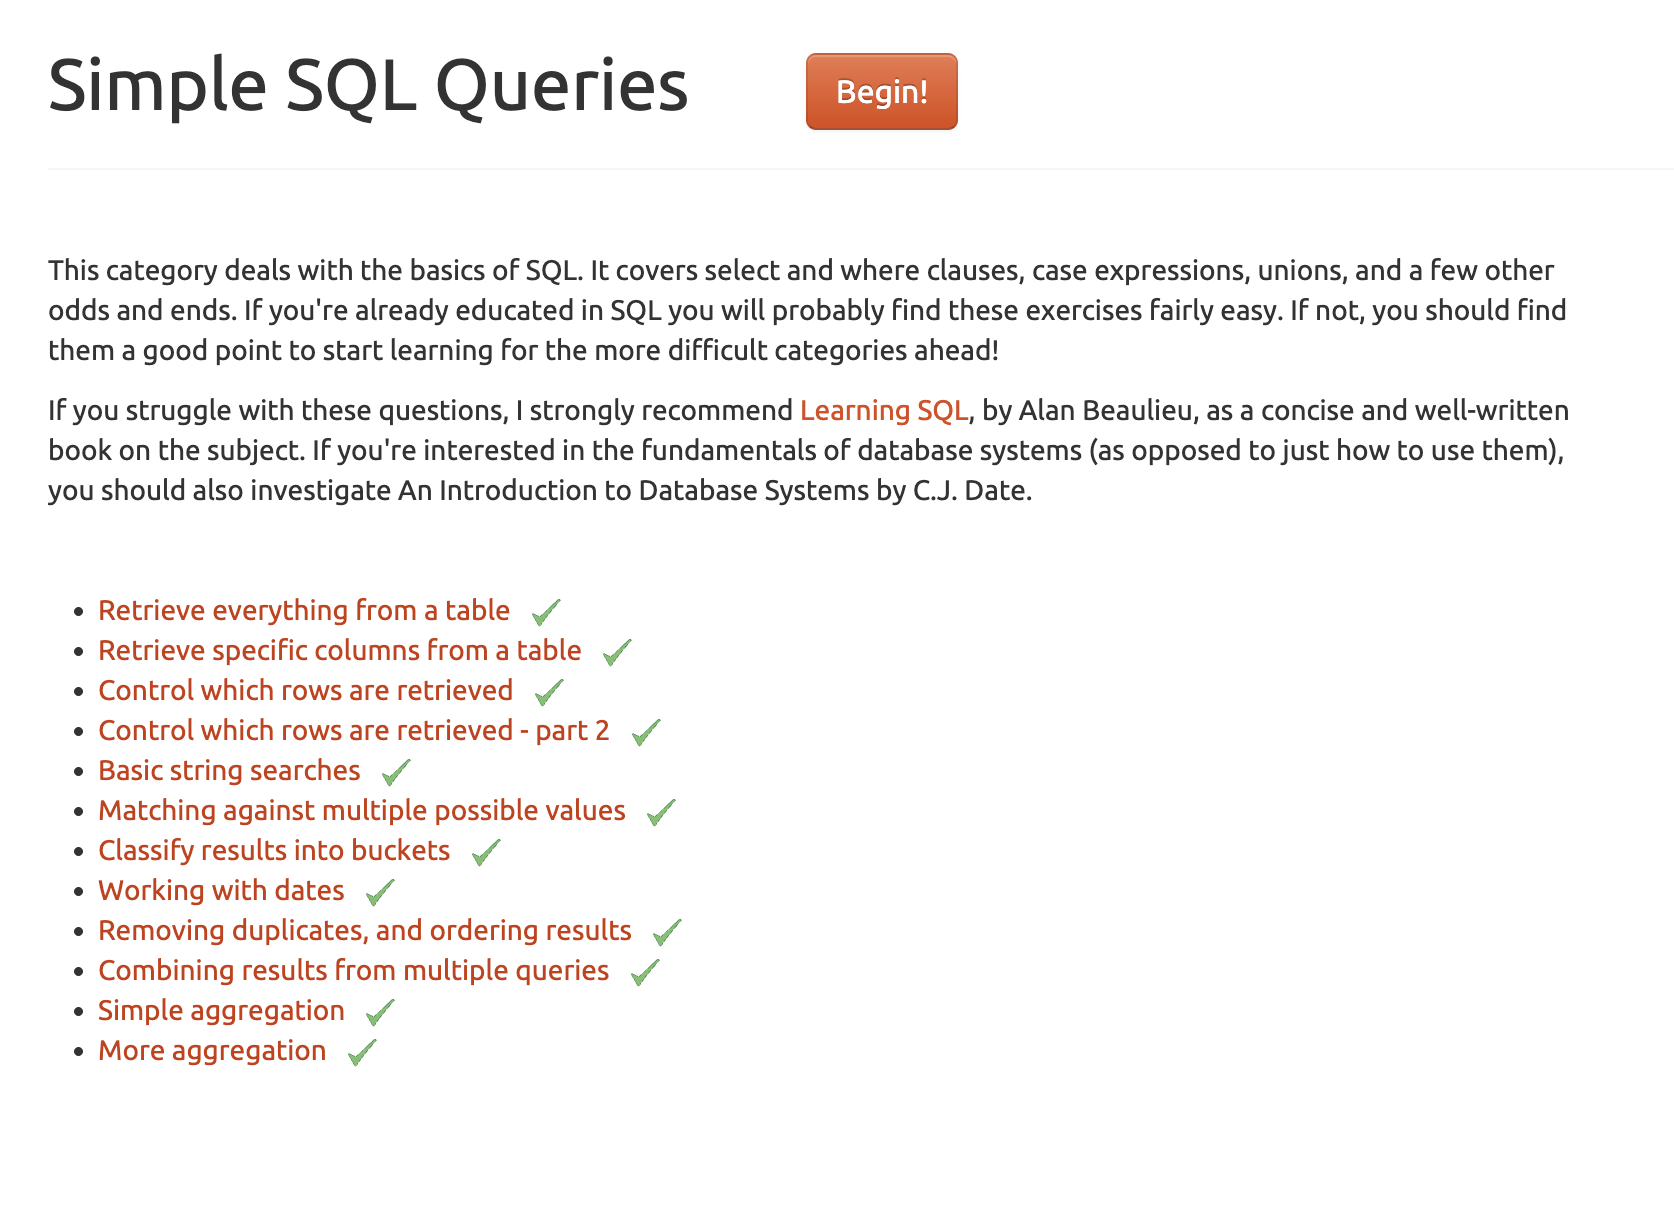 Simple SQL Queries
Begin!
This category deals with the basics of SQL. It covers select and where clauses, case expressions, unions, and a few other
odds and ends. If you're already educated in SQL you will probably find these exercises fairly easy. If not, you should find
them a good point to start learning for the more difficult categories ahead!
If you struggle with these questions, I strongly recommend Learning SQL, by Alan Beaulieu, as a concise and well-written
book on the subject. If you're interested in the fundamentals of database systems (as opposed to just how to use them),
you should also investigate An Introduction to Database Systems by C.J. Date.
• Retrieve everything from a table
• Retrieve specific columns from a table
• Control which rows are retrieved
• Control which rows are retrieved - part 2
• Basic string searches
• Matching against multiple possible values
• Classify results into buckets
• Working with dates
• Removing duplicates, and ordering results
• Combining results from multiple queries
• Simple aggregation
• More aggregation